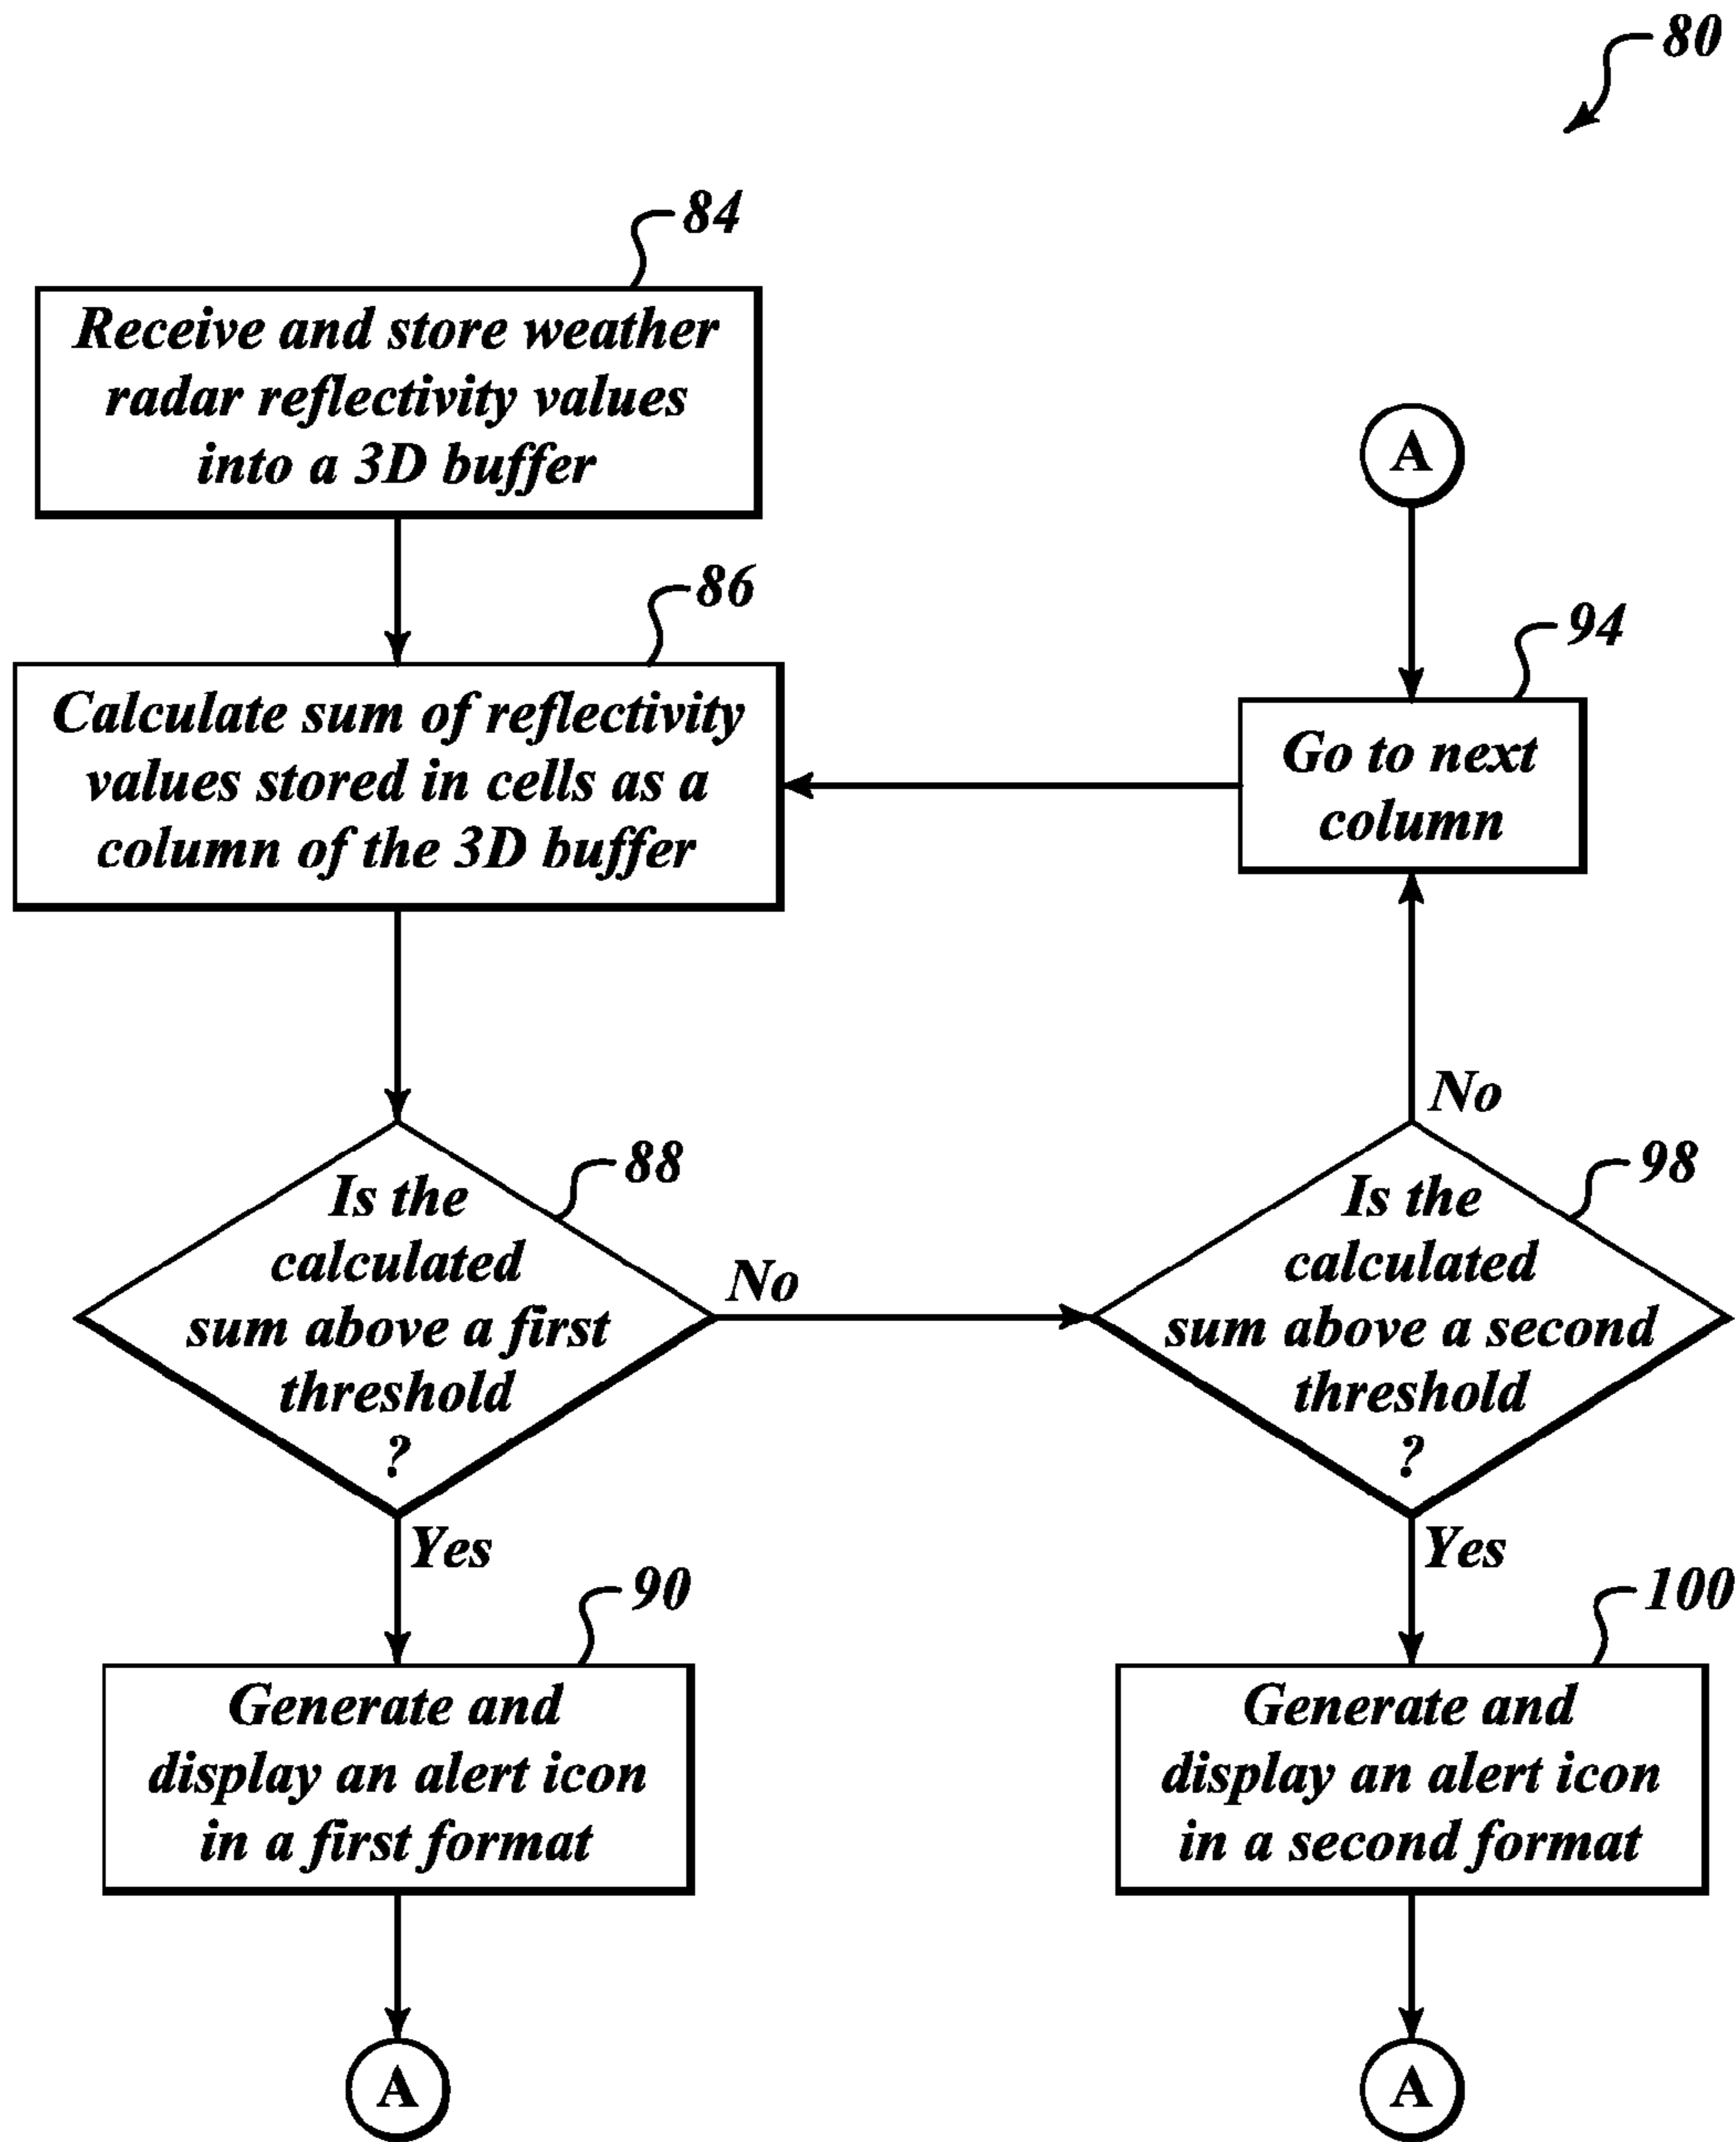 80
84
Receive and store weather
radar reflectivity values
into a 3D buffer
A
86
Calculate sum of reflectivity
values stored in cells as a
column of the 3D buffer
94
Go to next
column
88
Is the
calculated
sum above a first
threshold
?
No
Yes
98
Is the
calculated
sum above a second
threshold
?
No
Yes
90
Generate and
display an alert icon
in a first format
100
Generate and
display an alert icon
in a second format
A
A